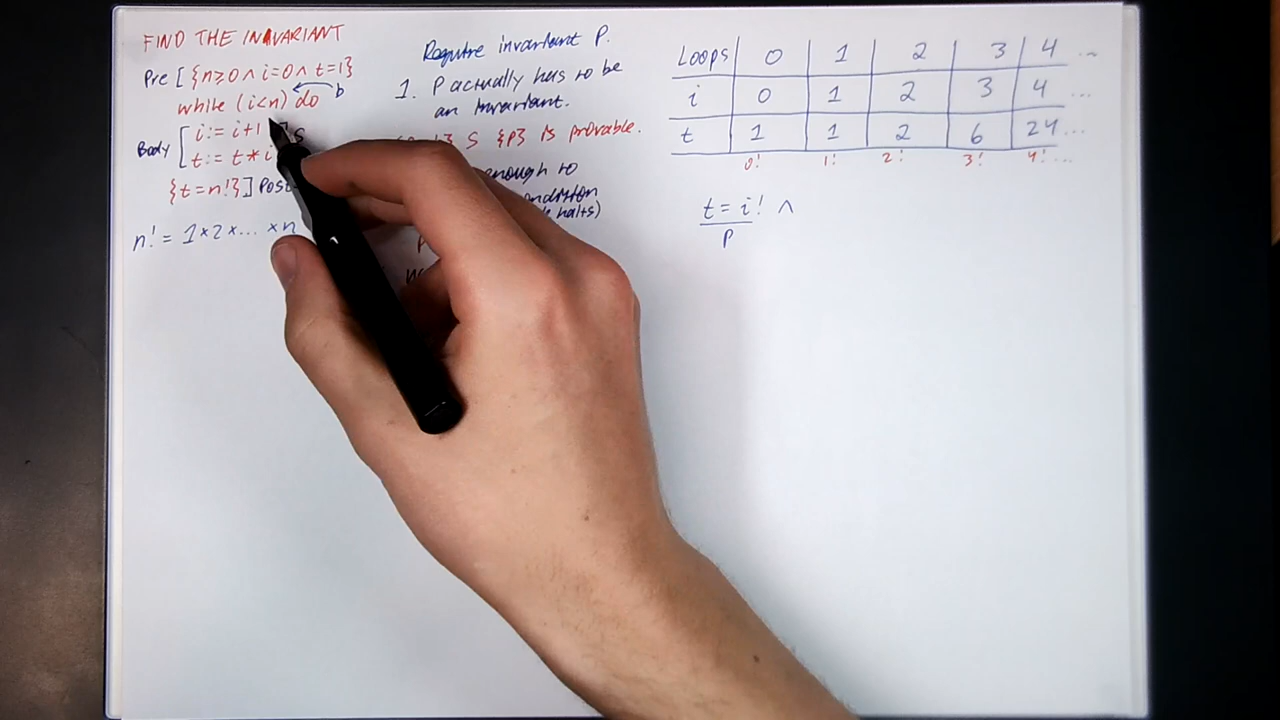 FIND THE INVARIANT
Pre [ {n≥0 ∧ i=0 ∧ t=1}
while (i<n) do b
Body [ i := i+1 ] S
t := t * i
{t = n!} ] Post
n! = 1 * 2 * ... * n
Require invariant P.
1. P actually has to be
an invariant.
S {P} is provable.
enough to
halts)
Loops 0 1 2 3 4 ...
i 0 1 2 3 4 ...
t 1 1 2 6 24 ...
0! 1! 2! 3! 4! ...
t = i! ∧
P